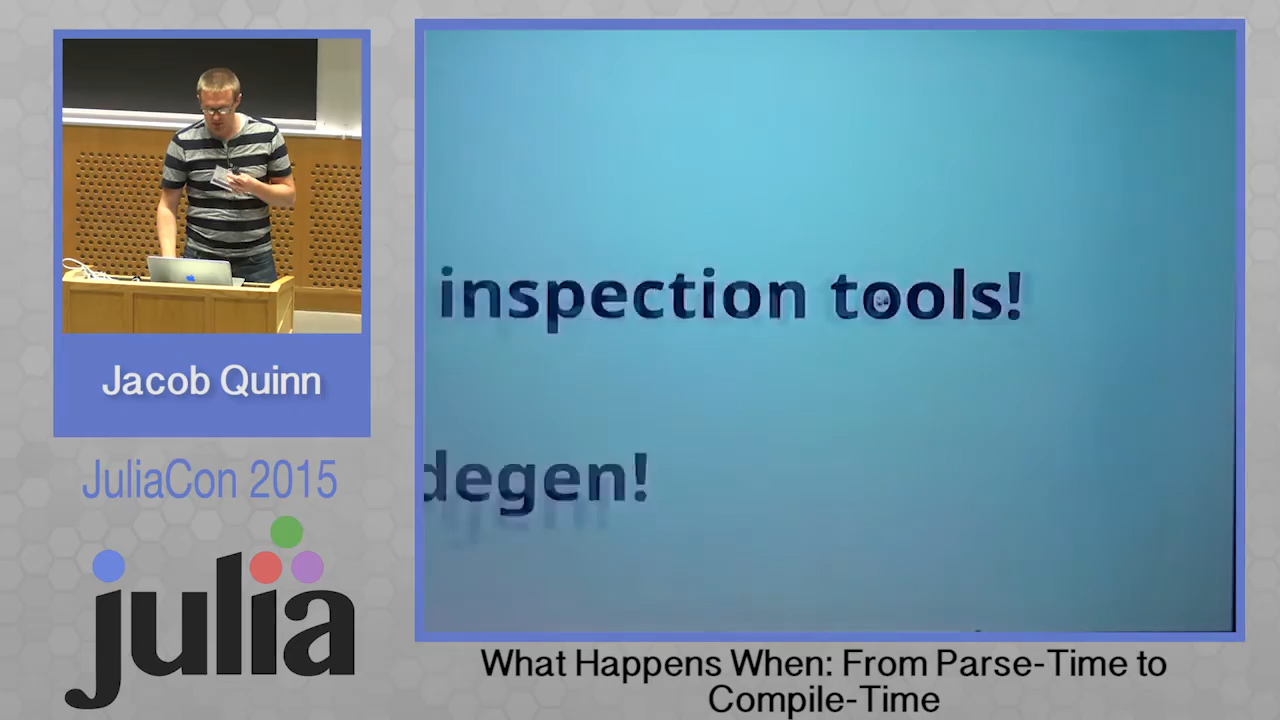 Jacob Quinn
JuliaCon 2015
julia
inspection tools!
degen!
What Happens When: From Parse-Time to
Compile-Time